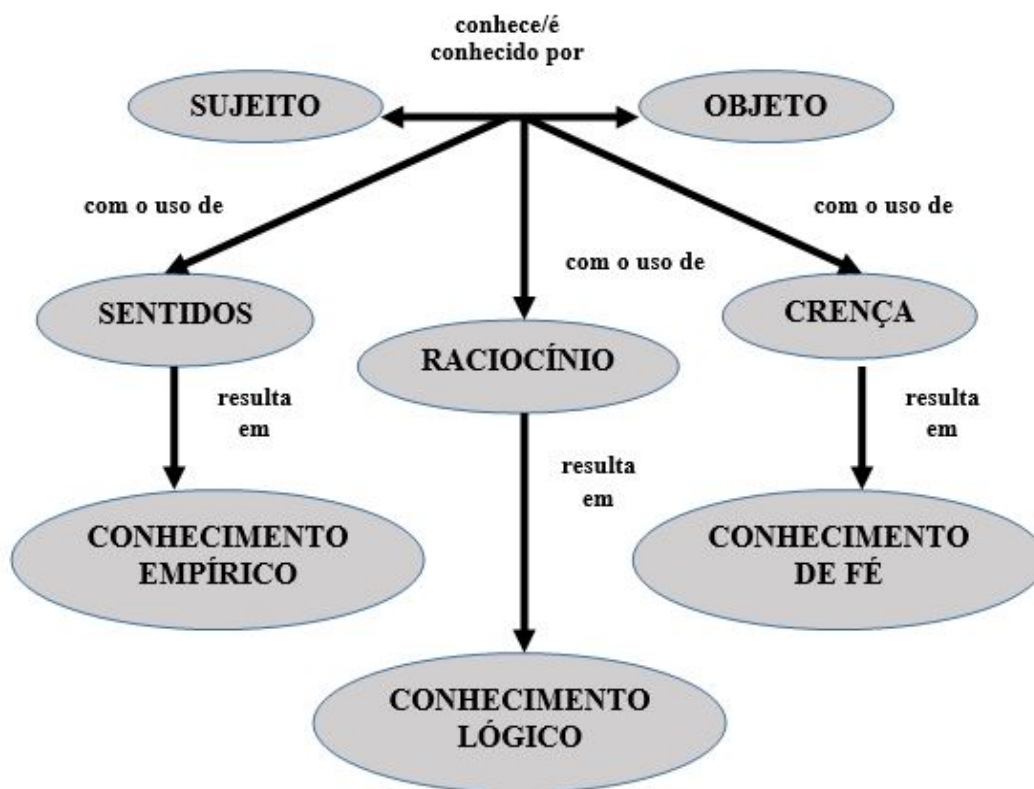 conhece/é
conhecido por
SUJEITO
OBJETO
com o uso de
com o uso de
com o uso de
SENTIDOS
CRENÇA
RACIOCÍNIO
resulta
em
resulta
em
resulta
em
CONHECIMENTO
EMPÍRICO
CONHECIMENTO
DE FÉ
CONHECIMENTO
LÓGICO